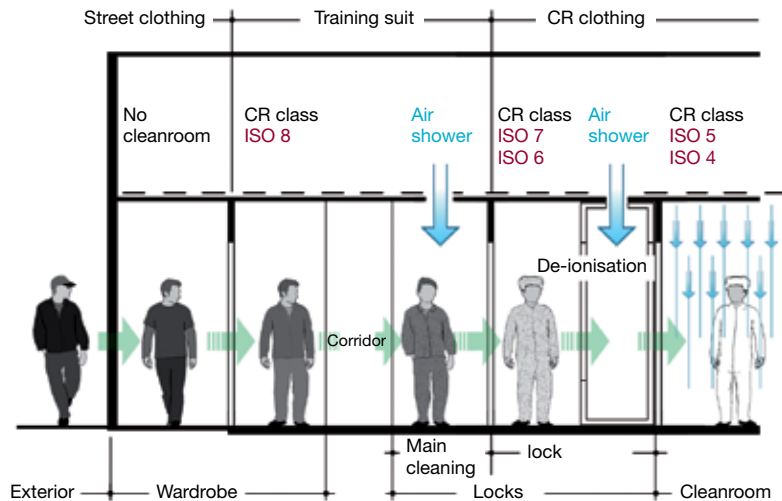 Street clothing
Training suit
CR clothing
No
cleanroom
CR class
ISO 8
Air
shower
CR class
ISO 7
ISO 6
Air
shower
CR class
ISO 5
ISO 4
De-ionisation
Corridor
Main
cleaning
lock
Exterior
Wardrobe
Locks
Cleanroom